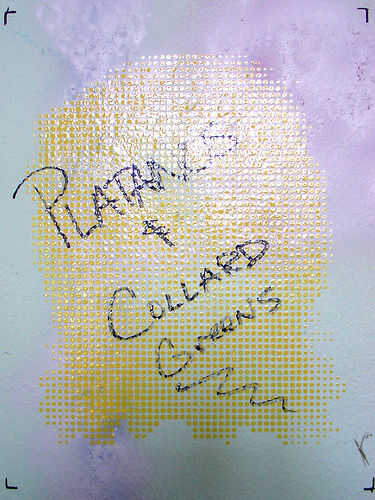 PLATANOS
&
COLLARD
GREENS